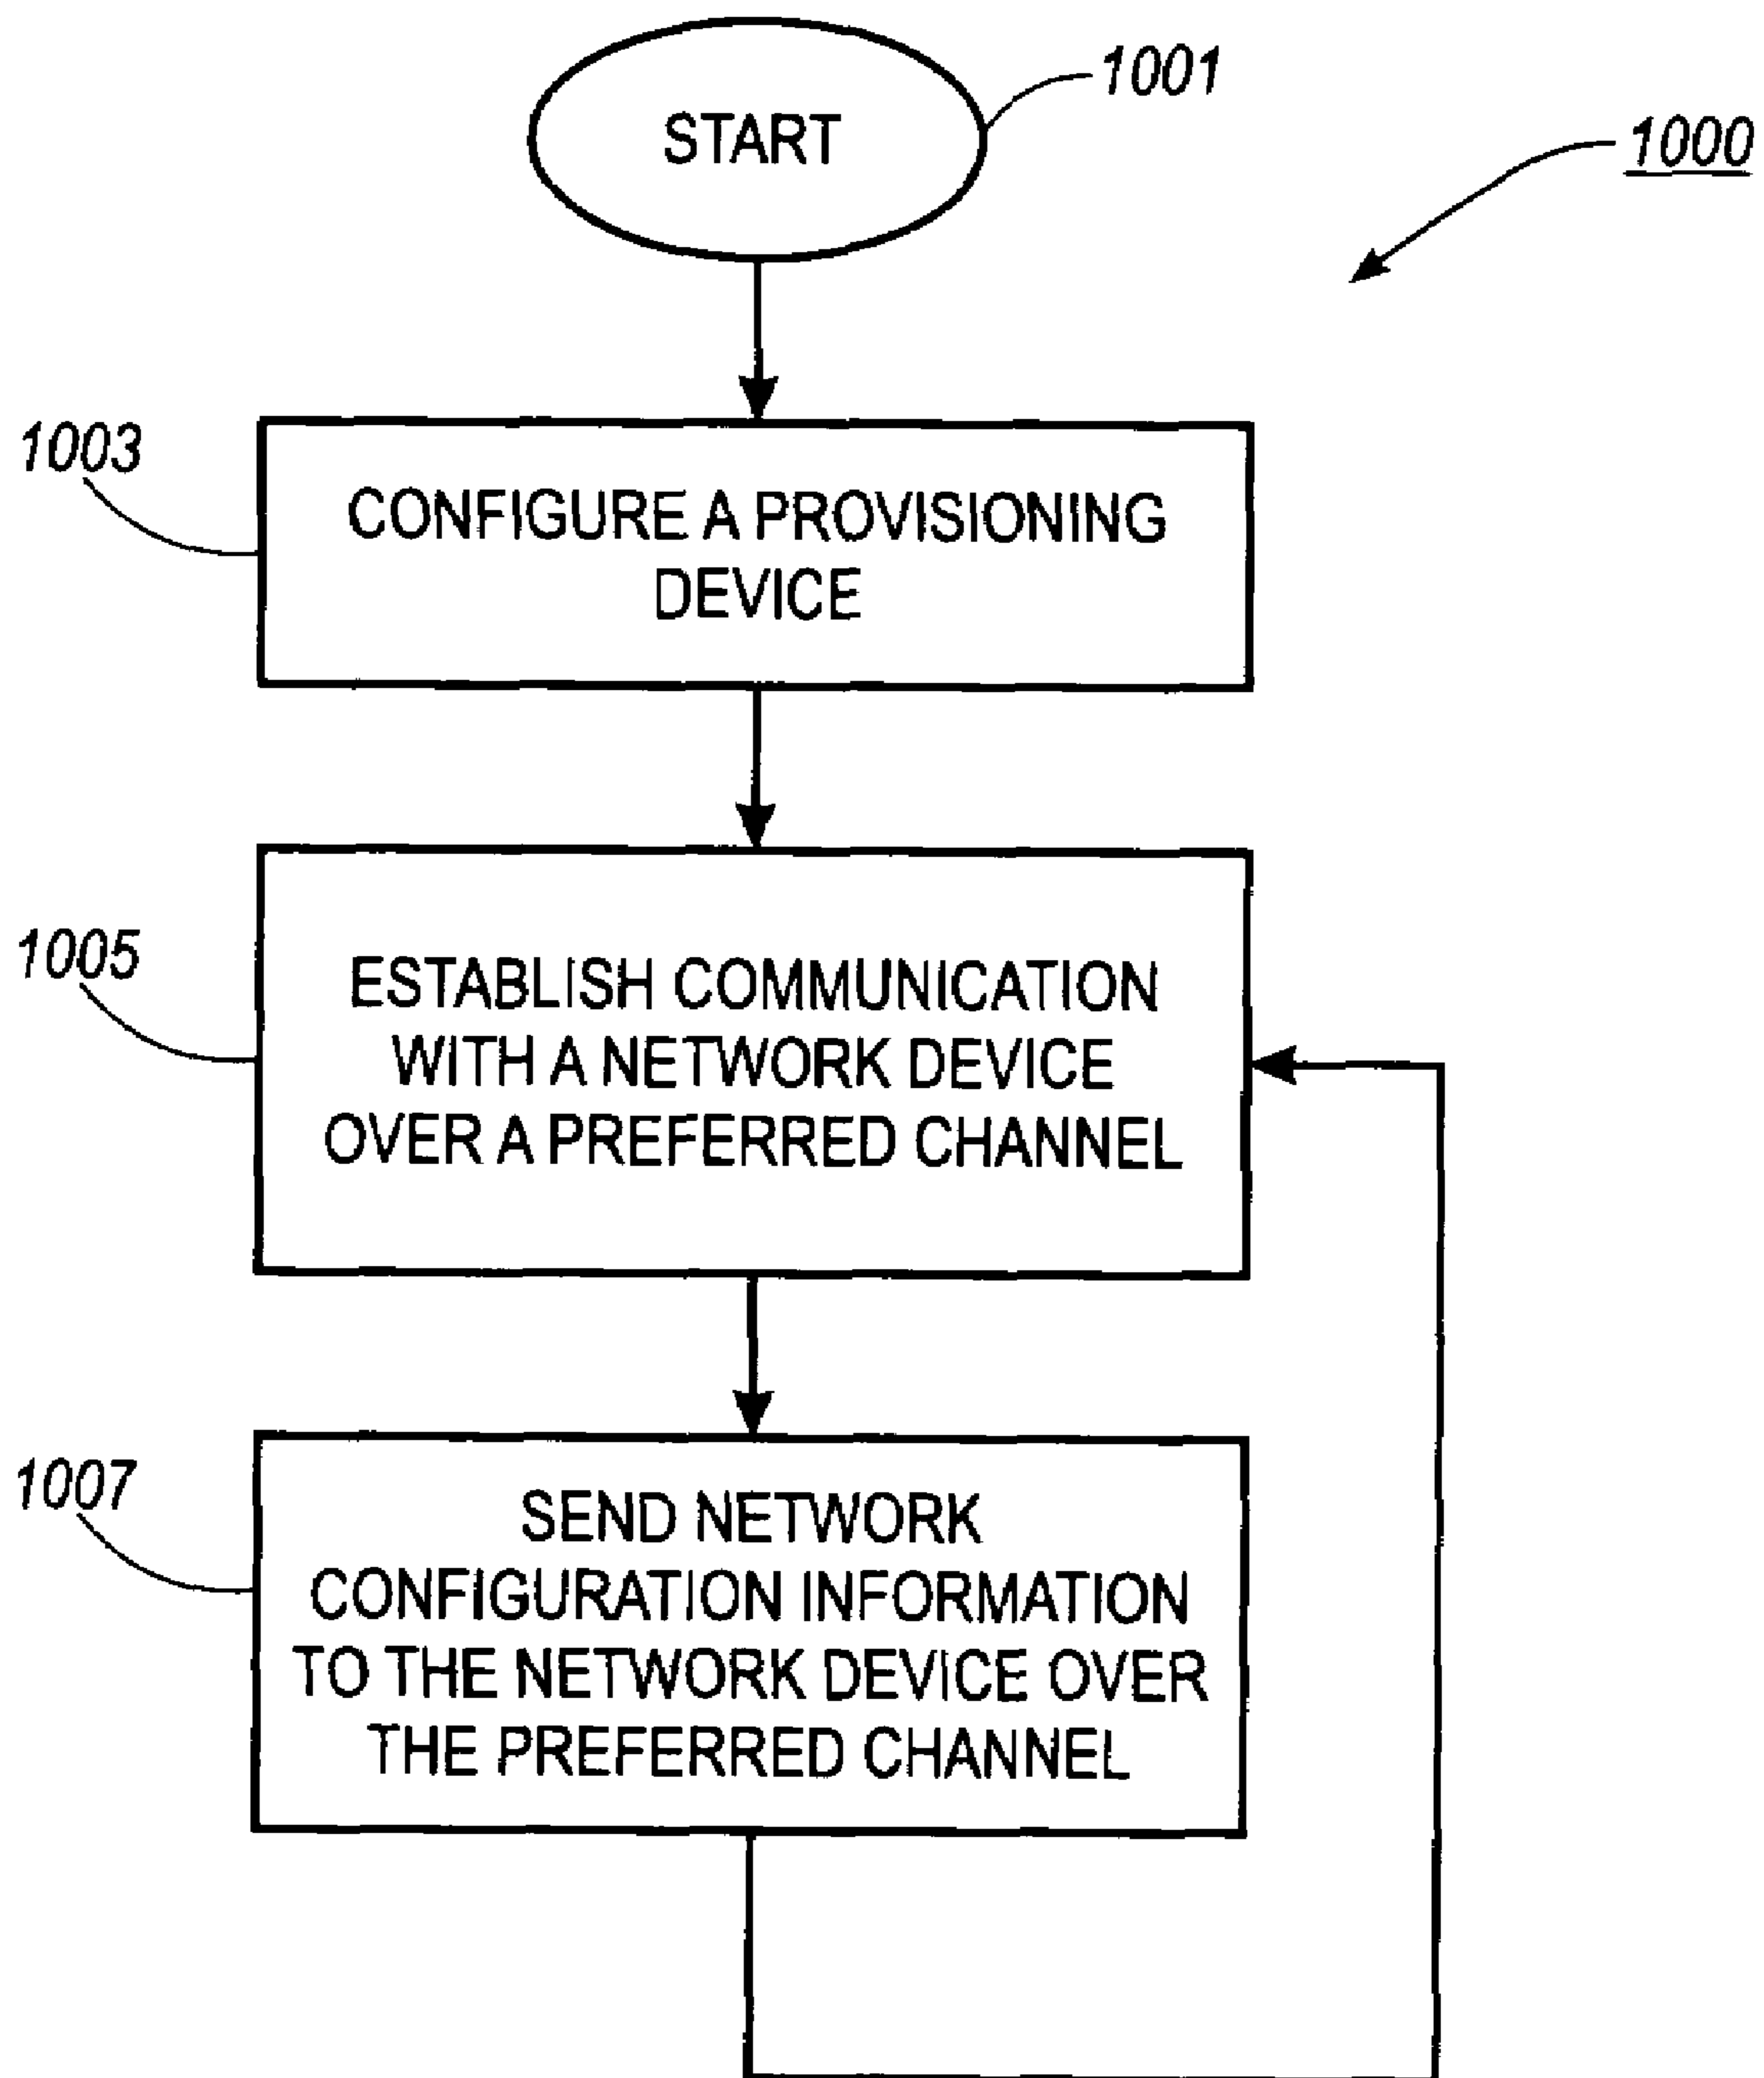 START
1001
1000
1003
CONFIGURE A PROVISIONING
DEVICE
1005
ESTABLISH COMMUNICATION
WITH A NETWORK DEVICE
OVER A PREFERRED CHANNEL
1007
SEND NETWORK
CONFIGURATION INFORMATION
TO THE NETWORK DEVICE OVER
THE PREFERRED CHANNEL